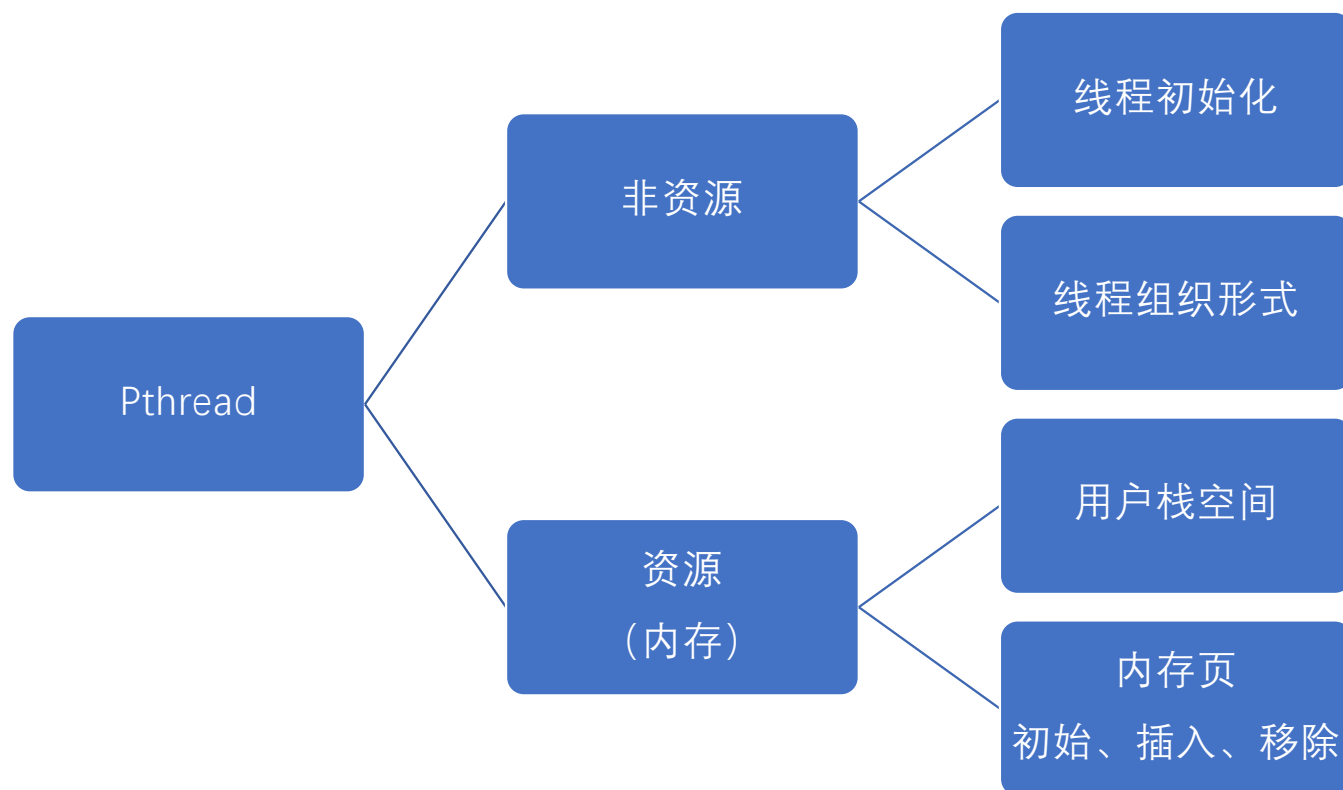 Pthread
非资源
线程初始化
线程组织形式
资源
（内存）
用户栈空间
内存页
初始、插入、移除